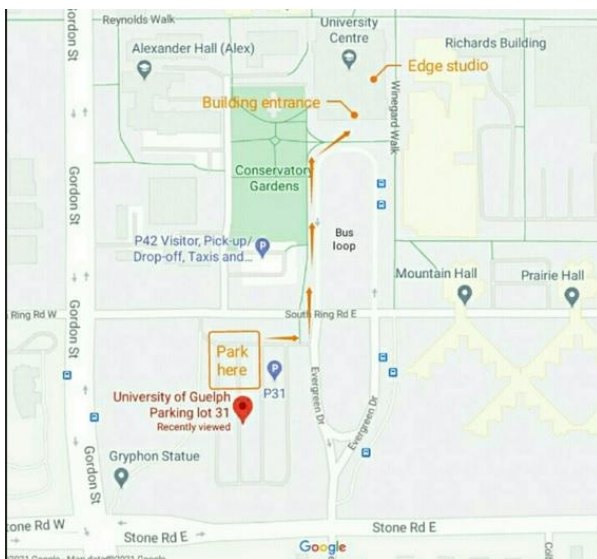 Reynolds Walk
Gordon St
University
Centre
Alexander Hall (Alex)
Richards Building
Edge studio
Building entrance
Winegard Walk
Gordon St
Conservatory
Gardens
P42 Visitor, Pick-up/
Drop-off, Taxis and...
P
Bus
loop
Mountain Hall
Prairie Hall
Gordon St
Ring Rd W
South Ring Rd E
Park
here
P
P31
University of Guelph
Parking lot 31
Recently viewed
Evergreen Dr
Evergreen Dr
Gryphon Statue
Gordon St
tone Rd W
Stone Rd E
Stone Rd E
Google